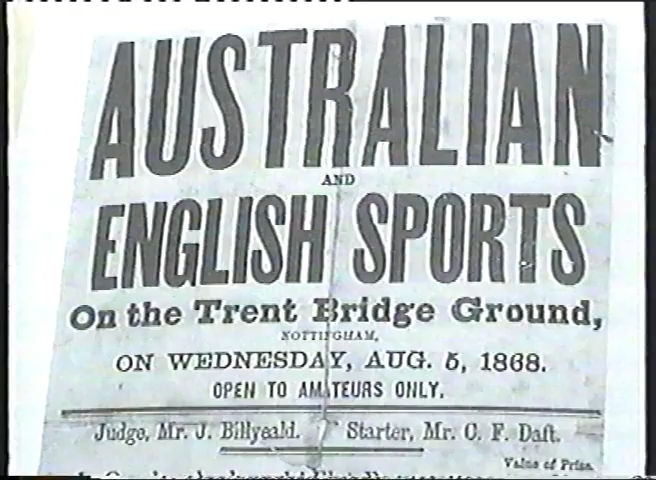 AUSTRALIAN
AND
ENGLISH SPORTS
On the Trent Bridge Ground,
NOTTINGHAM,
ON WEDNESDAY, AUG. 5, 1868.
OPEN TO AMATEURS ONLY.
Judge, Mr. J. Billyeald. Starter, Mr. C. F. Daft.
Value of Prize.